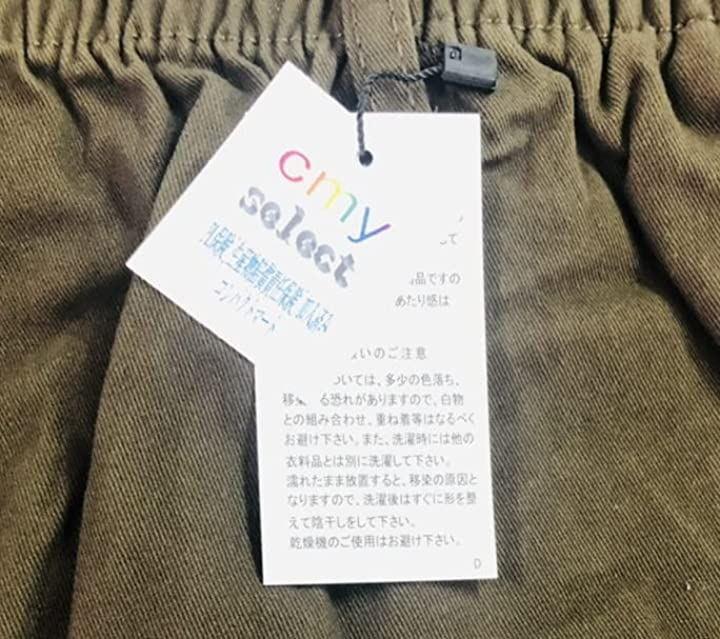 cmy
select
して
品ですの
あたり感は
いのご注意
ついては、多少の色落ち、
移 る恐れがありますので、白物
との組み合わせ、重ね着等はなるべく
お避け下さい。また、洗濯時には他の
衣料品とは別に洗濯して下さい。
濡れたまま放置すると、移染の原因と
なりますので、洗濯後はすぐに形を整
えて陰干しをして下さい。
乾燥機のご使用はお避け下さい。
D